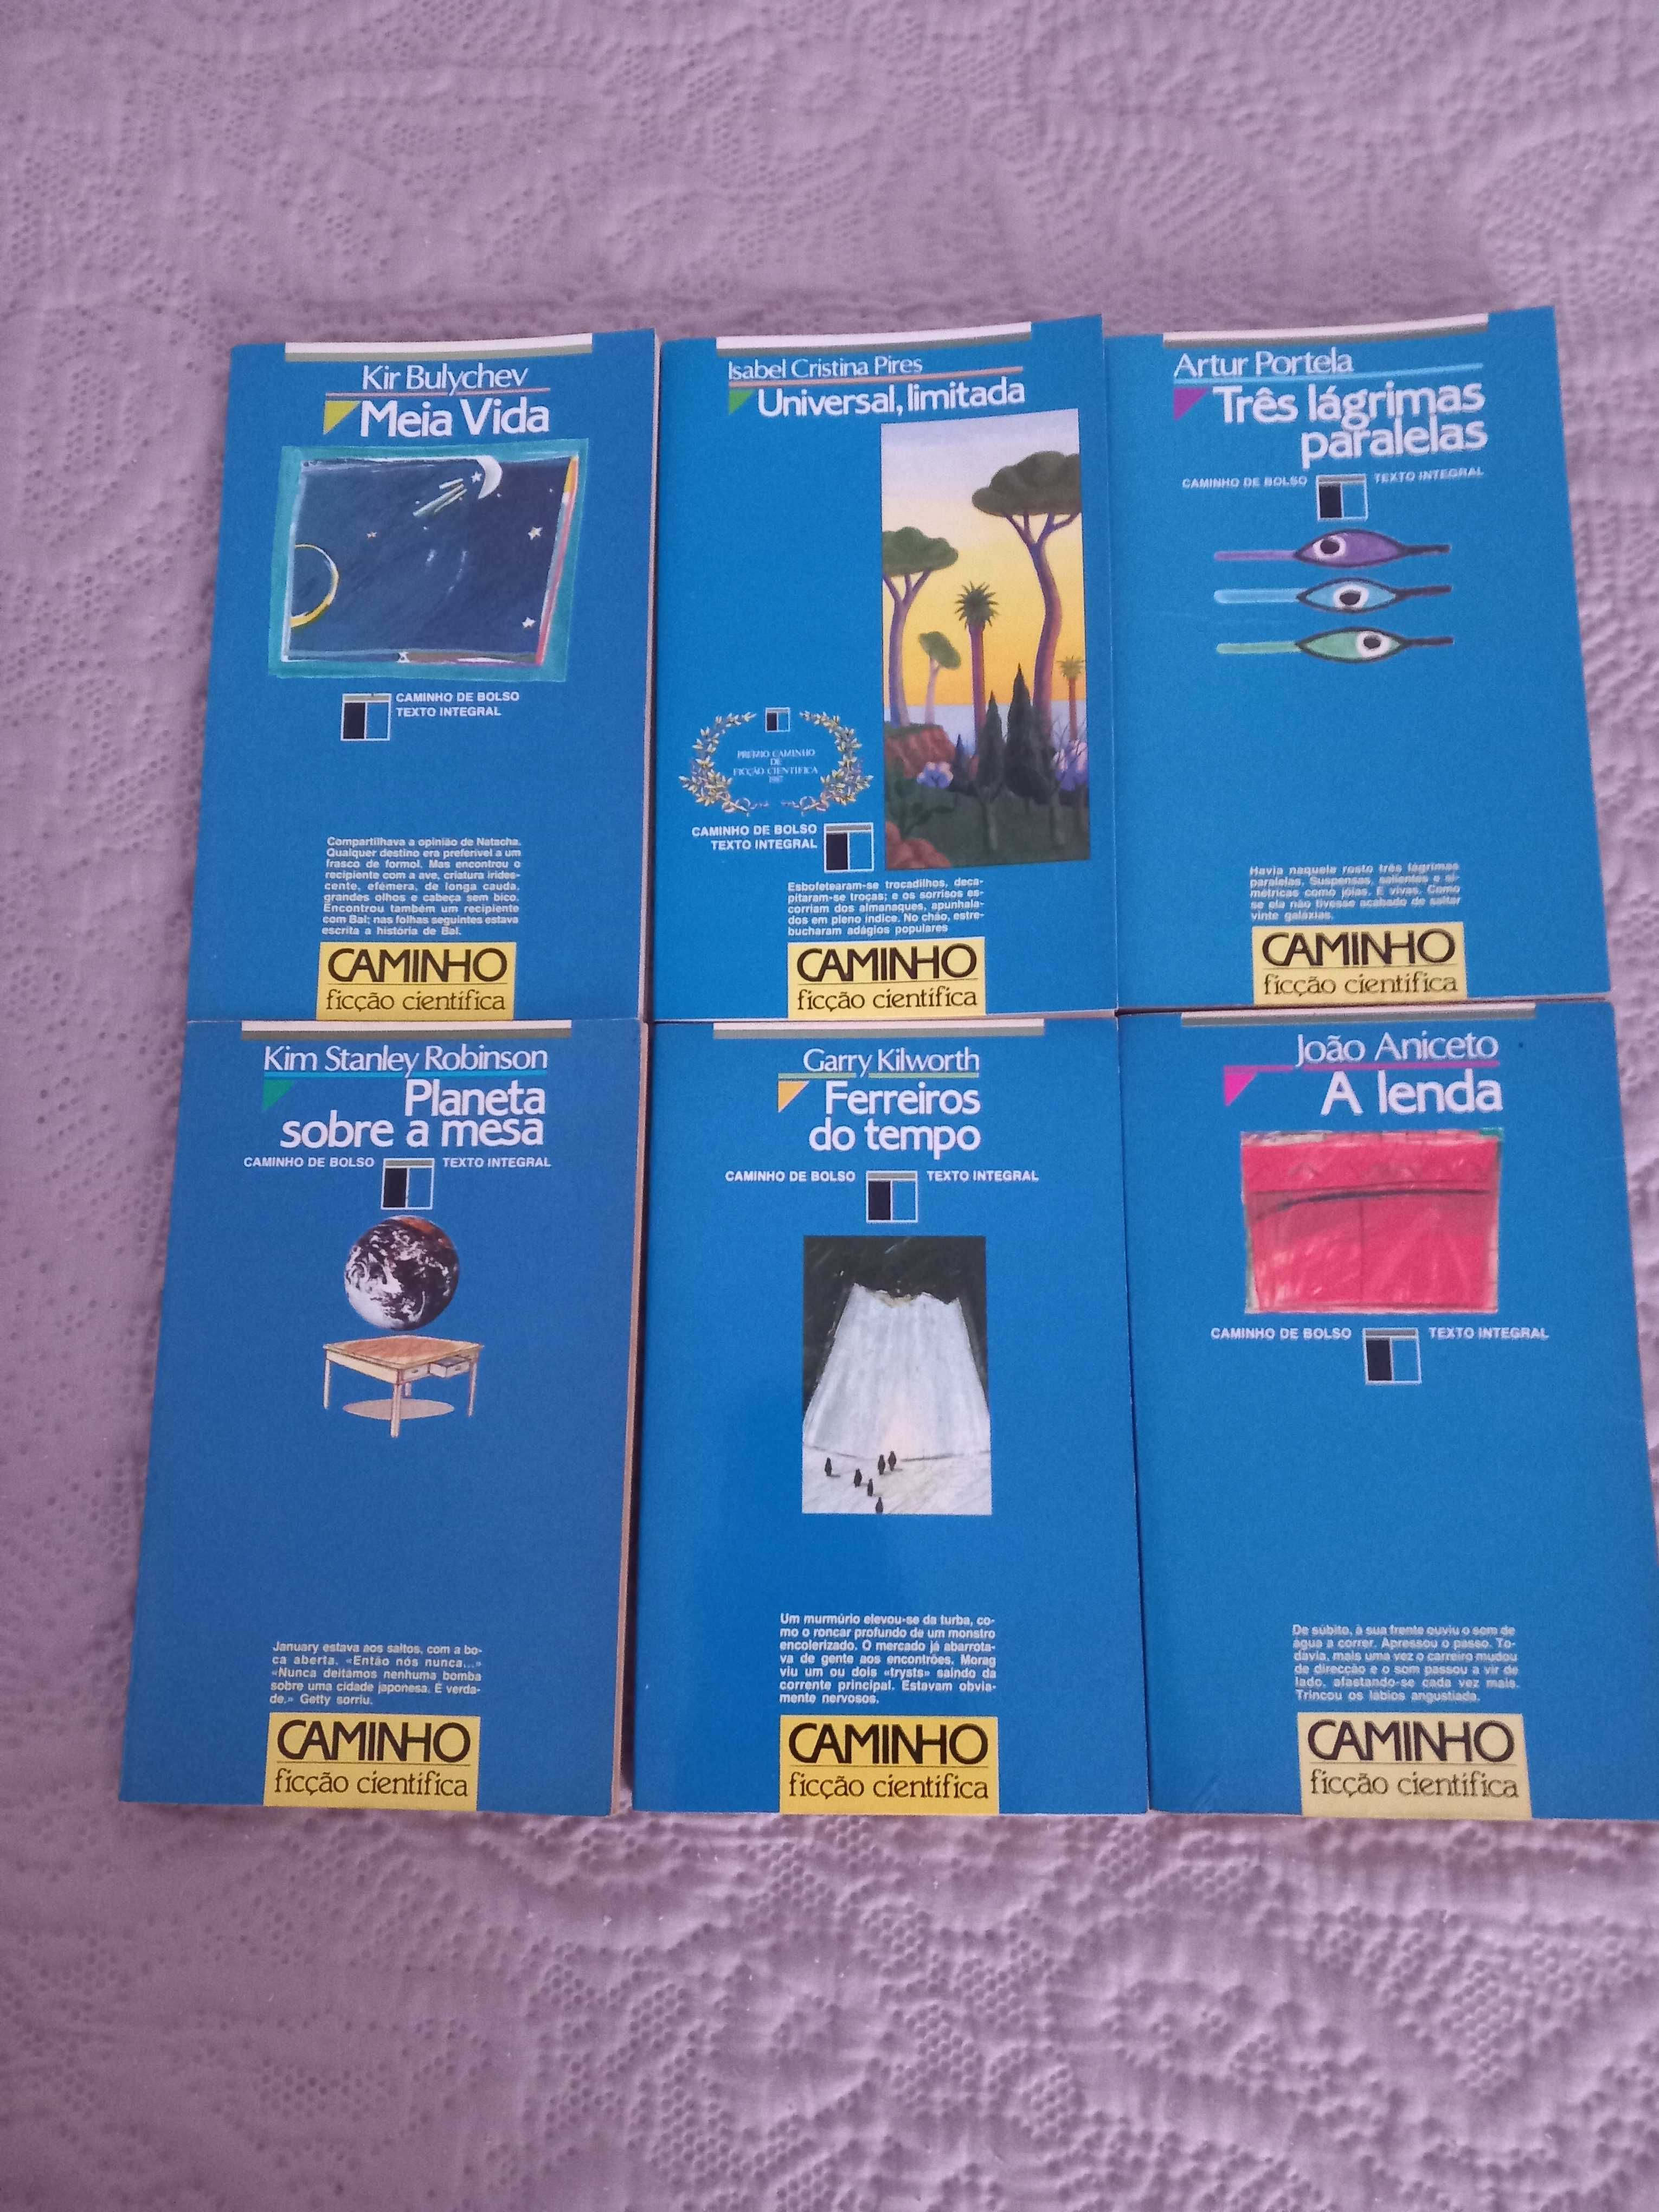 Kir Bulychev
Meia Vida
CAMINHO DE BOLSO
TEXTO INTEGRAL
Compartilhava a opinião de Natacha.
Qualquer destino era preferível a um
frasco de formol. Mas encontrou o
recipiente com a ave, criatura irides-
cente, efémera, de longa cauda,
grandes olhos e cabeça sem bico.
Encontrou também um recipiente
com Bal; nas folhas seguintes estava
escrita a história de Bal.
CAMINHO
ficção científica
Isabel Cristina Pires
Universal, limitada
PRÉMIO CAMINHO
DE
FICÇÃO CIENTÍFICA
1987
CAMINHO DE BOLSO
TEXTO INTEGRAL
Esbofetearam-se trocadilhos, deca-
pitaram-se troças; e os sorrisos es-
corriam dos almanaques, apunhala-
dos em pleno índice. No chão, estre-
bucharam adágios populares
CAMINHO
ficção científica
Artur Portela
Três lágrimas
paralelas
CAMINHO DE BOLSO TEXTO INTEGRAL
Havia naquele rosto três lágrimas
paralelas. Suspensas, salientes e si-
métricas como jóias. E vivas. Como
se ela não tivesse acabado de saltar
vinte galáxias.
CAMINHO
ficção científica
Kim Stanley Robinson
Planeta
sobre a mesa
CAMINHO DE BOLSO TEXTO INTEGRAL
January estava aos saltos, com a bo-
ca aberta. «Então nós nunca...»
«Nunca deitámos nenhuma bomba
sobre uma cidade japonesa. É verda-
de.» Getty sorriu.
CAMINHO
ficção científica
Garry Kilworth
Ferreiros
do tempo
CAMINHO DE BOLSO TEXTO INTEGRAL
Um murmúrio elevou-se da turba, co-
mo o roncar profundo de um monstro
encolerizado. O mercado já abarrota-
va de gente aos encontrões. Morag
viu um ou dois «trysts» saindo da
corrente principal. Estavam obvia-
mente nervosos.
CAMINHO
ficção científica
João Aniceto
A lenda
CAMINHO DE BOLSO TEXTO INTEGRAL
De súbito, à sua frente ouviu o som de
água a correr. Apressou o passo. To-
davia, mais uma vez o carreiro mudou
de direcção e o som passou a vir de
lado, afastando-se cada vez mais.
Trincou os lábios angustiada.
CAMINHO
ficção científica